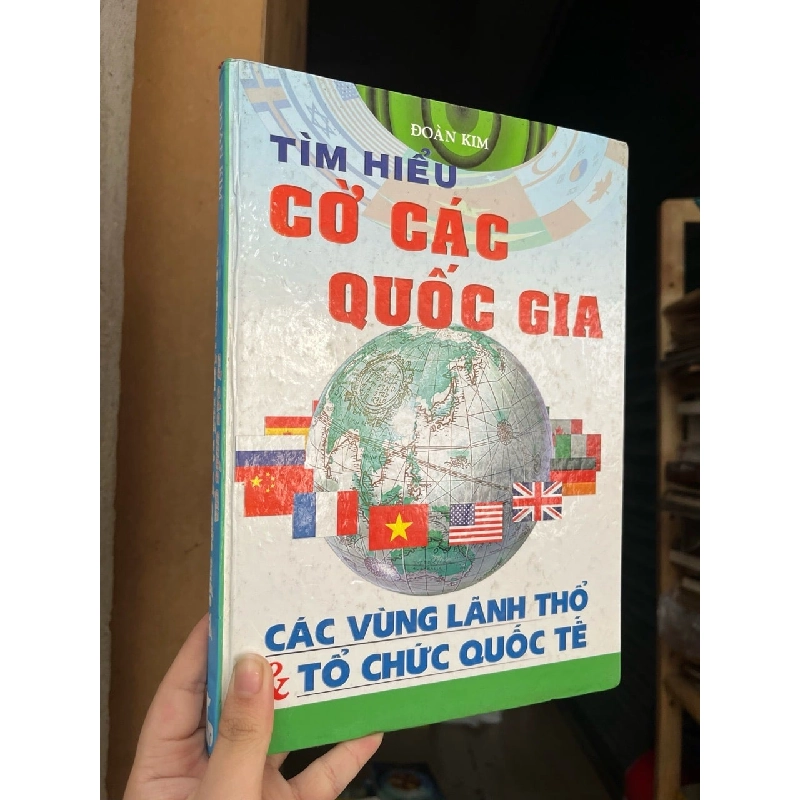 ĐOÀN KIM
TÌM HIỂU
CỜ CÁC
QUỐC GIA
CÁC VÙNG LÃNH THỔ
& TỔ CHỨC QUỐC TẾ